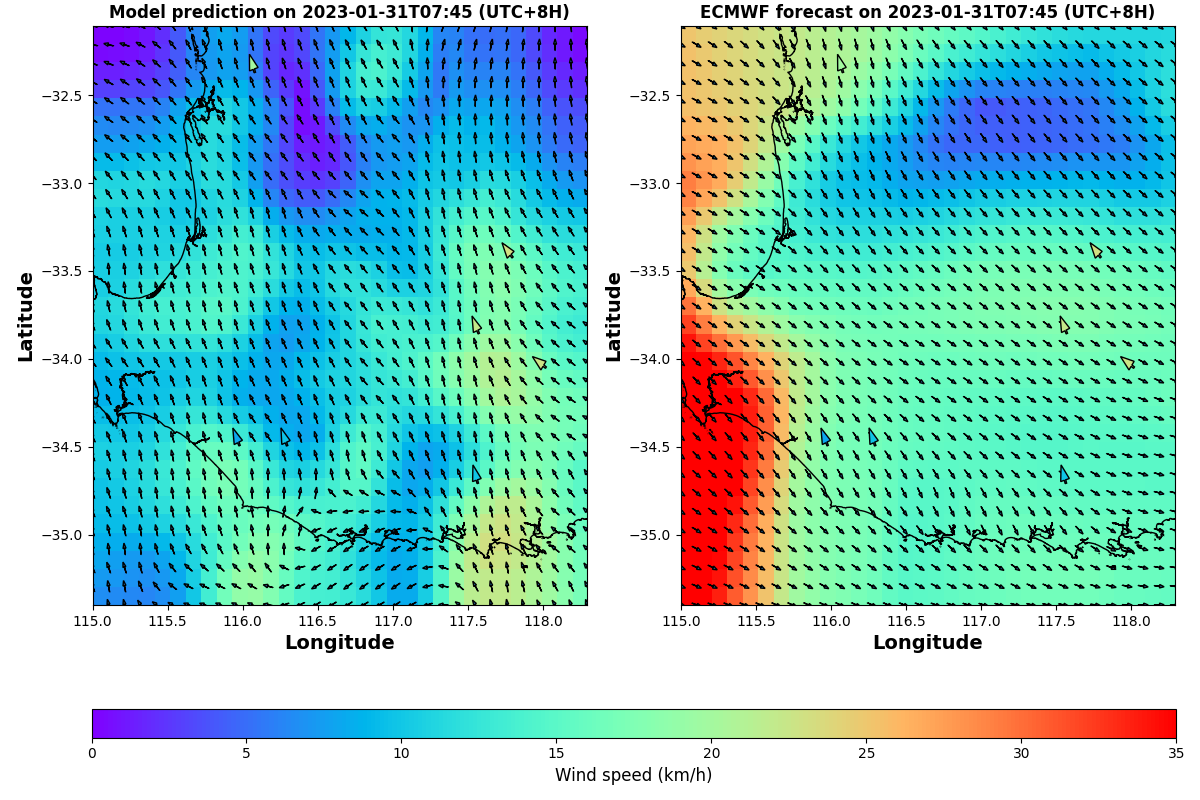 Model prediction on 2023-01-31T07:45 (UTC+8H)
ECMWF forecast on 2023-01-31T07:45 (UTC+8H)
Latitude
−32.5
−33.0
−33.5
−34.0
−34.5
−35.0
115.0 115.5 116.0 116.5 117.0 117.5 118.0
Longitude
Latitude
−32.5
−33.0
−33.5
−34.0
−34.5
−35.0
115.0 115.5 116.0 116.5 117.0 117.5 118.0
Longitude
0 5 10 15 20 25 30 35
Wind speed (km/h)